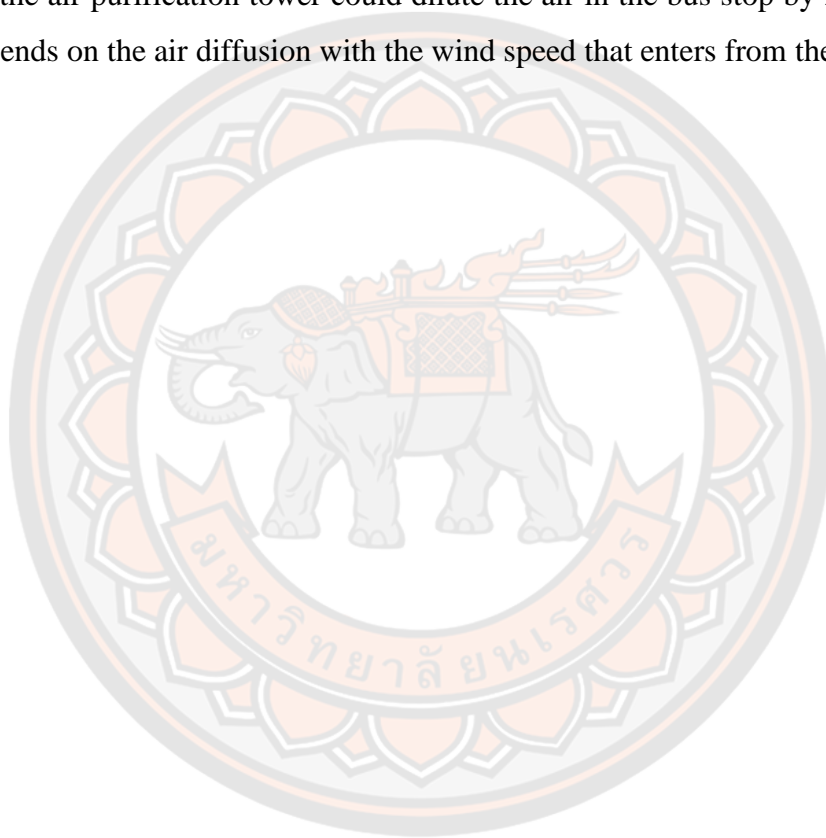 the air purification tower could dilute the air in the bus stop by
ends on the air diffusion with the wind speed that enters from the
มหาวิทยาลัยนเรศวร